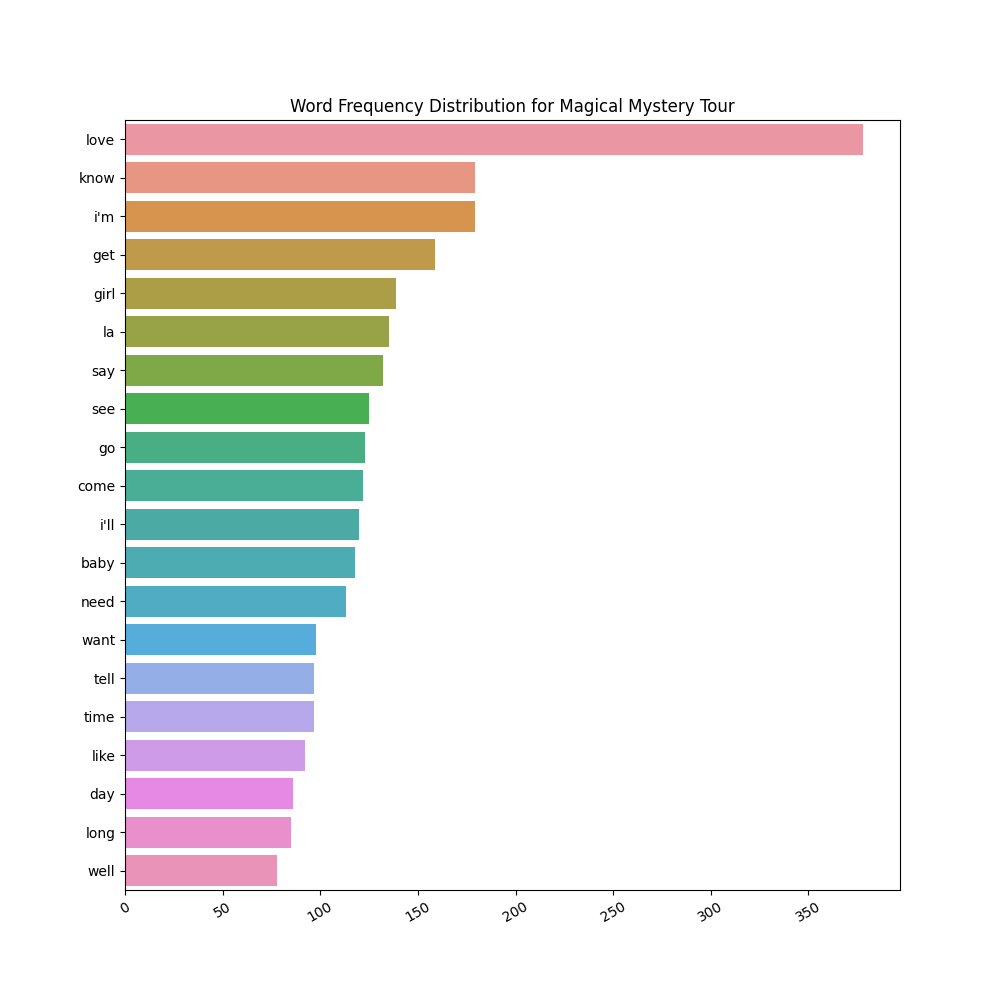 Word Frequency Distribution for Magical Mystery Tour
love
know
i'm
get
girl
la
say
see
go
come
i'll
baby
need
want
tell
time
like
day
long
well
0 50 100 150 200 250 300 350